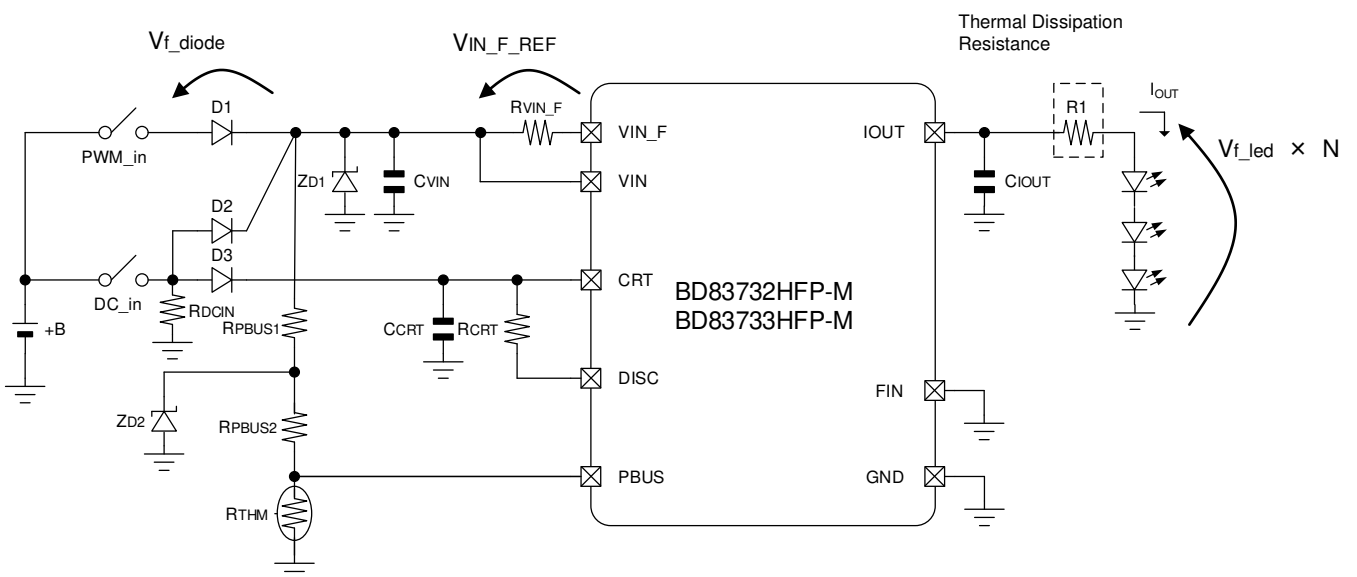 Thermal Dissipation
Resistance
Vf_diode
VIN_F_REF
D1
RVIN_F
VIN_F
IOUT
R1
IOUT
PWM_in
ZD1
CVIN
VIN
CIOUT
Vf_led × N
D2
D3
CRT
DC_in
RDCIN
BD83732HFP-M
BD83733HFP-M
+B
RPBUS1
CCRT
RCRT
DISC
FIN
ZD2
RPBUS2
PBUS
GND
RTHM